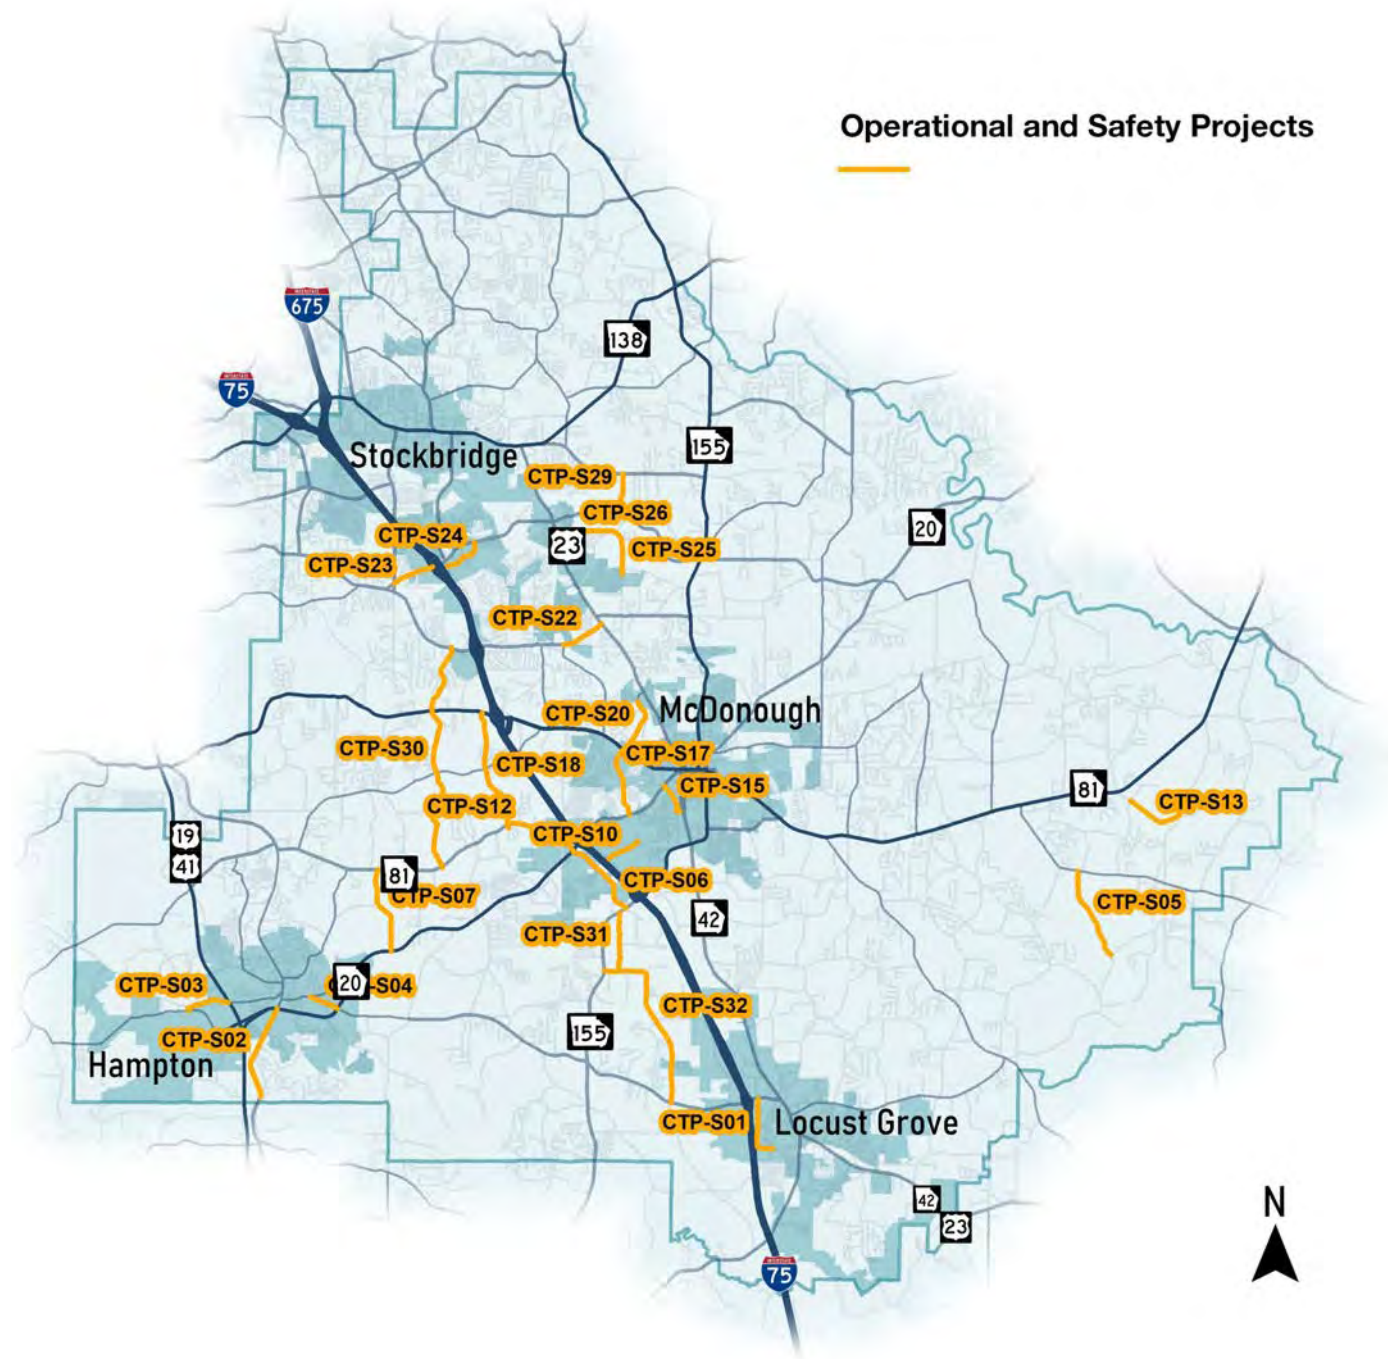 Operational and Safety Projects
INTERSTATE
675
138
INTERSTATE
75
155
Stockbridge
CTP-S29
CTP-S26
20
CTP-S24
23
CTP-S25
CTP-S23
CTP-S22
McDonough
CTP-S20
CTP-S30
CTP-S17
CTP-S18
CTP-S15
81
CTP-S13
CTP-S12
19
CTP-S10
41
81
CTP-S06
CTP-S07
CTP-S05
42
CTP-S31
CTP-S03
20
-S04
CTP-S32
155
CTP-S02
Hampton
CTP-S01
Locust Grove
42
N
23
INTERSTATE
75